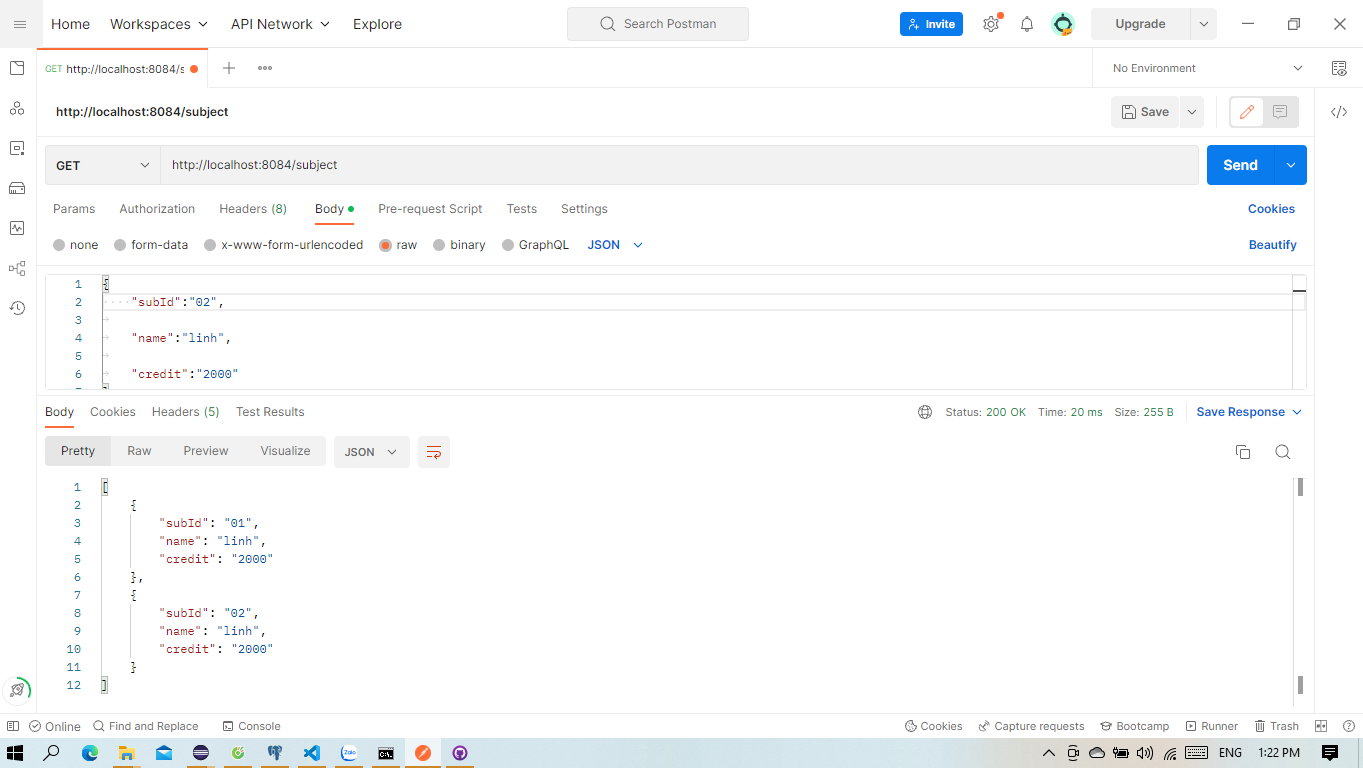 Home Workspaces API Network Explore Search Postman Invite Upgrade
GET http://localhost:8084/s No Environment
http://localhost:8084/subject Save
GET http://localhost:8084/subject Send
Params Authorization Headers (8) Body Pre-request Script Tests Settings Cookies
none form-data x-www-form-urlencoded raw binary GraphQL JSON Beautify
1 {
2 "subId":"02",
3
4 "name":"linh",
5
6 "credit":"2000"
Body Cookies Headers (5) Test Results Status: 200 OK Time: 20 ms Size: 255 B Save Response
Pretty Raw Preview Visualize JSON
1 [
2 {
3 "subId": "01",
4 "name": "linh",
5 "credit": "2000"
6 },
7 {
8 "subId": "02",
9 "name": "linh",
10 "credit": "2000"
11 }
12 ]
Online Find and Replace Console Cookies Capture requests Bootcamp Runner Trash
Zalo C:\. ENG 1:22 PM